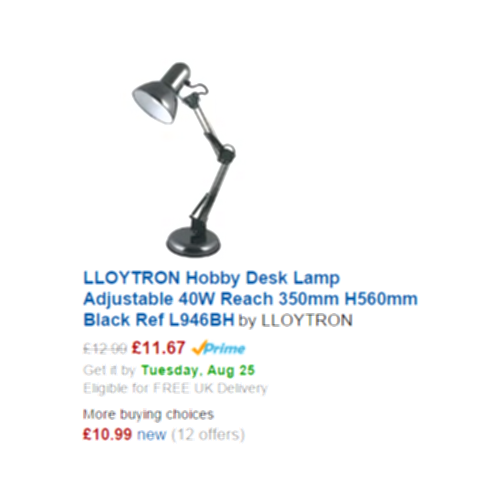 LLOYTRON Hobby Desk Lamp
Adjustable 40W Reach 350mm H560mm
Black Ref L946BH by LLOYTRON
£12.99 £11.67 Prime
Get it by Tuesday, Aug 25
Eligible for FREE UK Delivery
More buying choices
£10.99 new (12 offers)